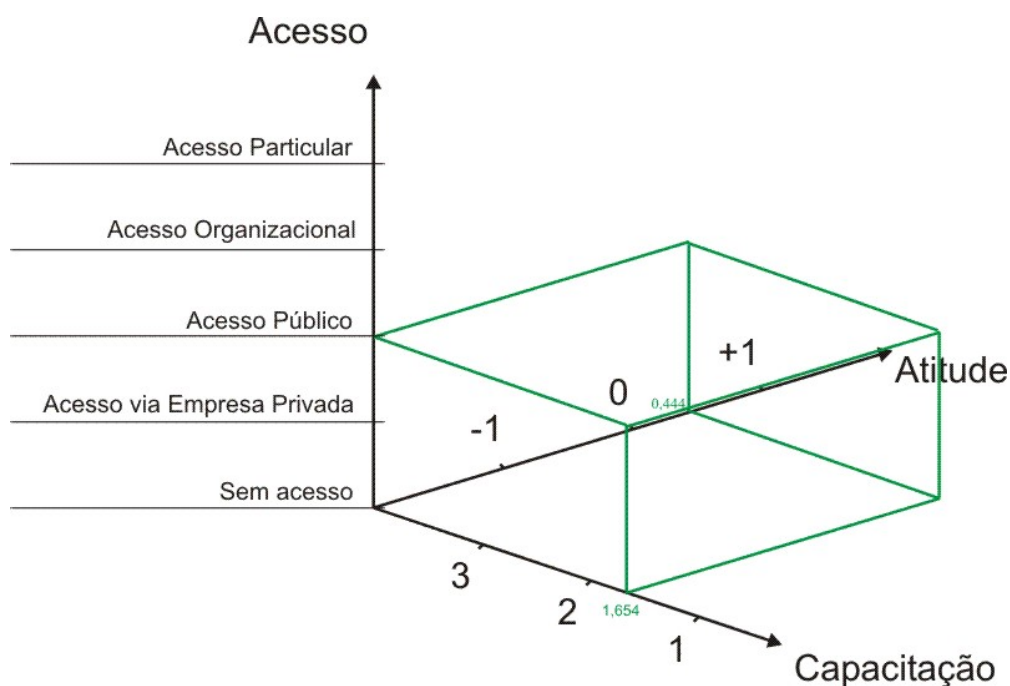 Acesso
Acesso Particular
Acesso Organizacional
Acesso Público
+1
Atitude
0
0,444
Acesso via Empresa Privada
-1
Sem acesso
3
2
1,654
1
Capacitação